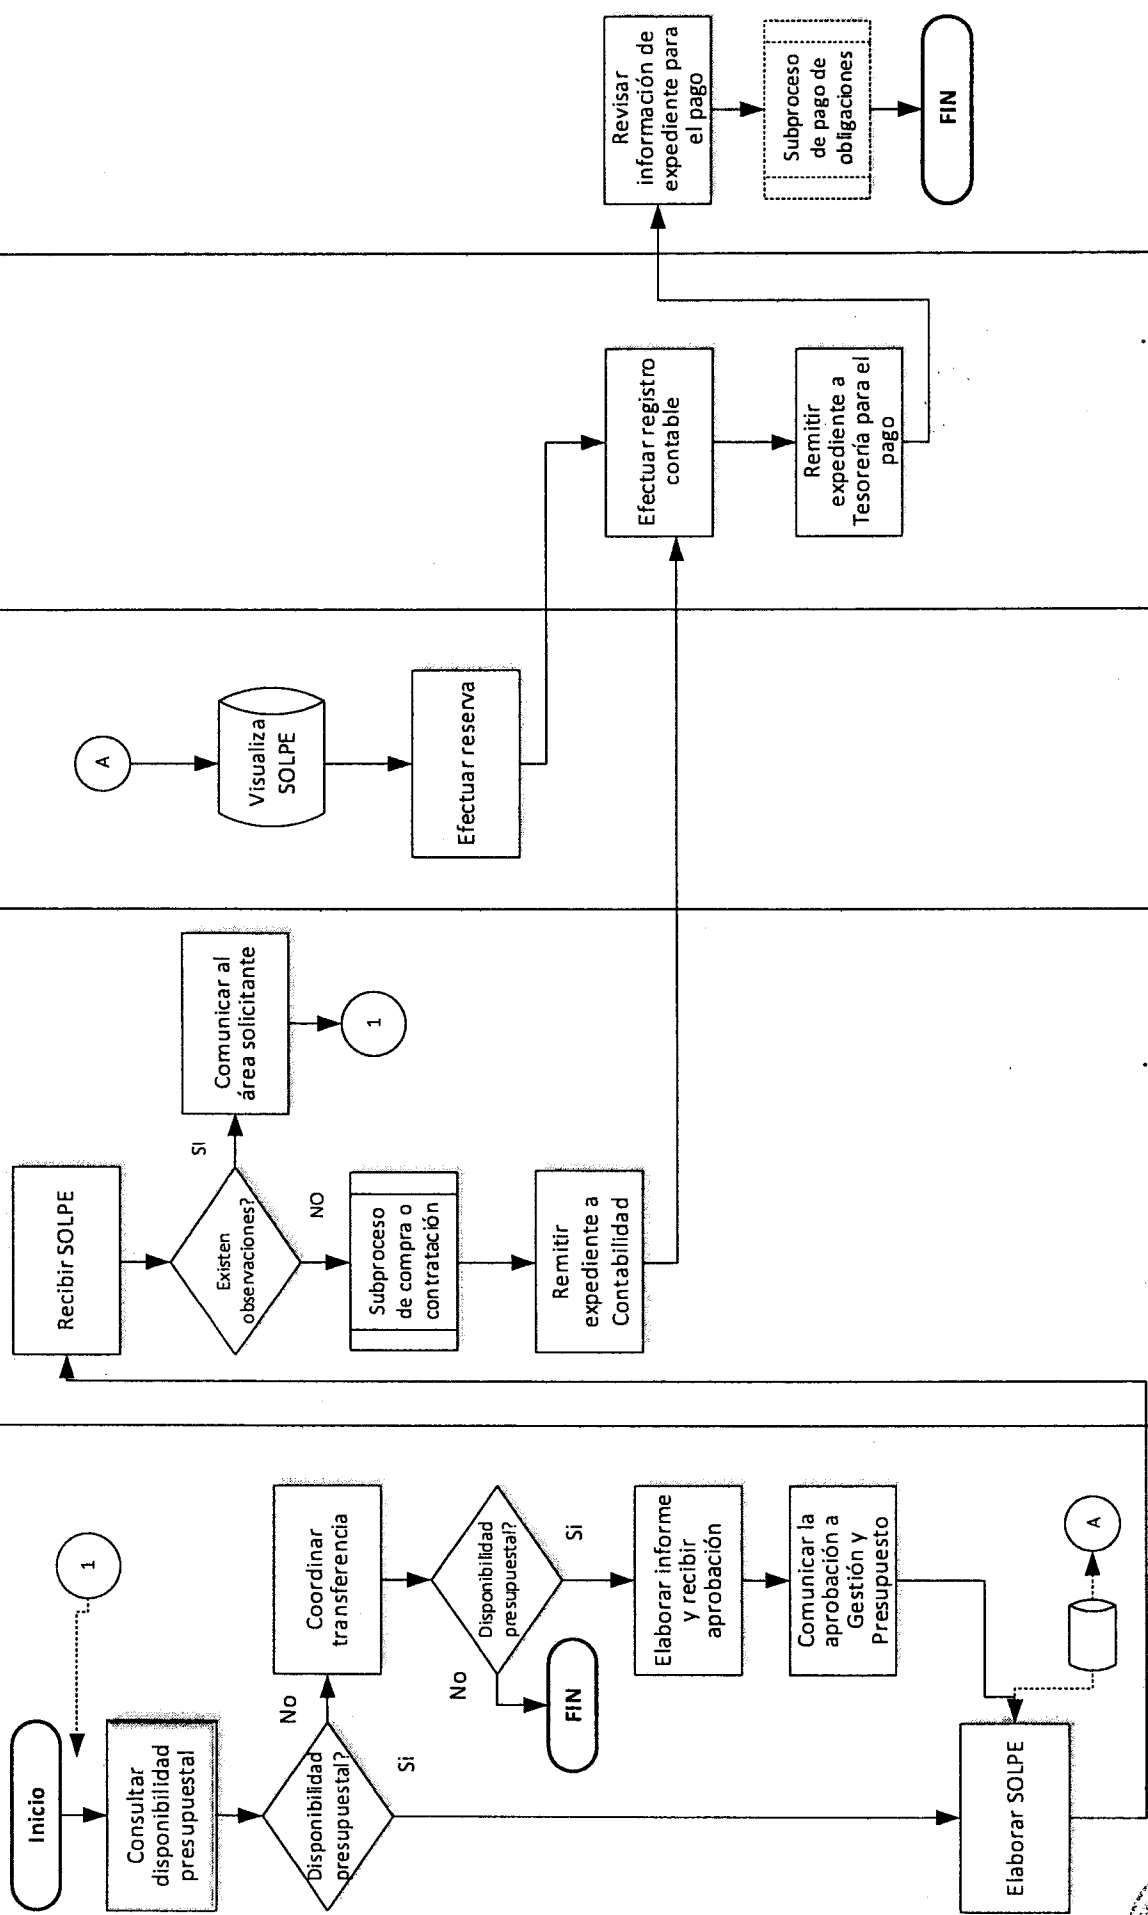 Inicio
1
Consultar
disponibilidad
presupuestal
Disponibilidad
presupuestal?
No
Si
Coordinar
transferencia
Disponibilidad
presupuestal?
No
Si
FIN
Elaborar informe
y recibir
aprobación
Comunicar la
aprobación a
Gestión y
Presupuesto
Elaborar SOLPE
A
Recibir SOLPE
Existen
observaciones?
SI
NO
Comunicar al
área solicitante
1
Subproceso
de compra o
contratación
Remitir
expediente a
Contabilidad
A
Visualiza
SOLPE
Efectuar reserva
Efectuar registro
contable
Remitir
expediente a
Tesorería para el
pago
Revisar
información de
expediente para
el pago
Subproceso
de pago de
obligaciones
FIN